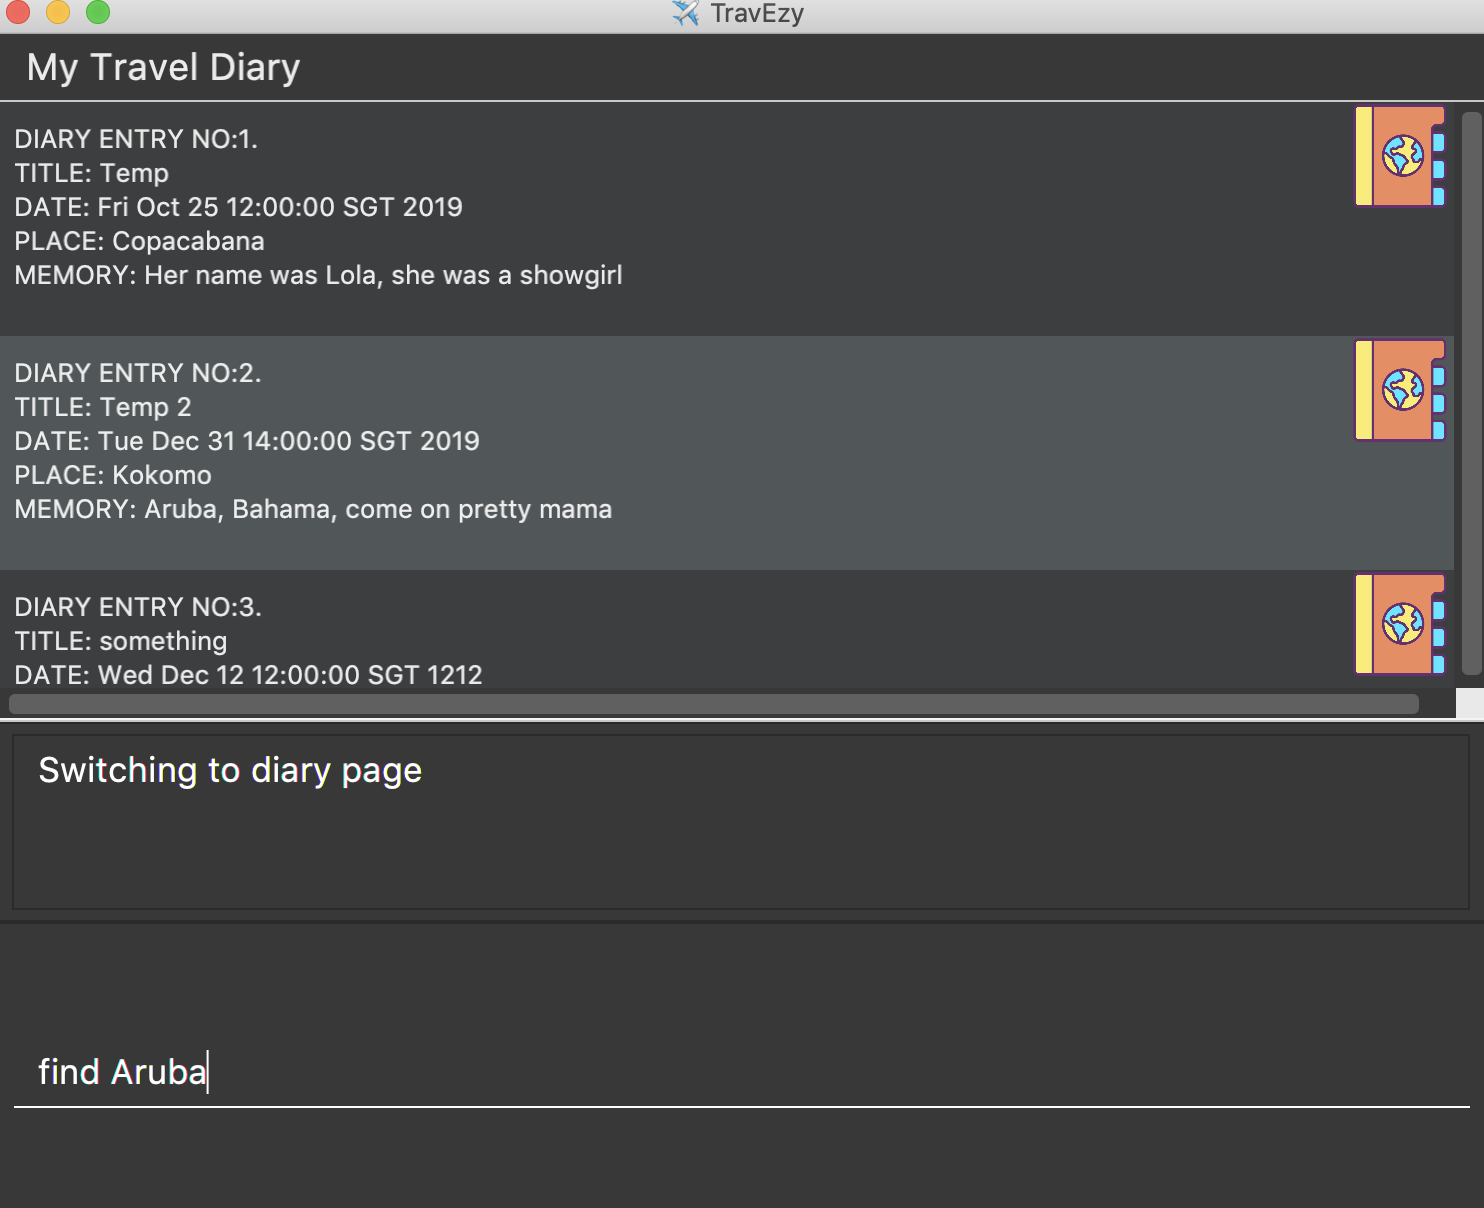 TravEzy
My Travel Diary
DIARY ENTRY NO:1.
TITLE: Temp
DATE: Fri Oct 25 12:00:00 SGT 2019
PLACE: Copacabana
MEMORY: Her name was Lola, she was a showgirl
DIARY ENTRY NO:2.
TITLE: Temp 2
DATE: Tue Dec 31 14:00:00 SGT 2019
PLACE: Kokomo
MEMORY: Aruba, Bahama, come on pretty mama
DIARY ENTRY NO:3.
TITLE: something
DATE: Wed Dec 12 12:00:00 SGT 1212
Switching to diary page
find Aruba